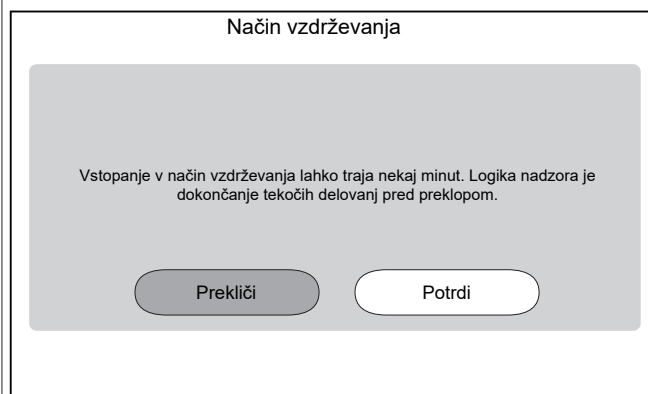 Način vzdrževanja
Vstopanje v način vzdrževanja lahko traja nekaj minut. Logika nadzora je
dokončanje tekočih delovanj pred preklopom.
Prekliči
Potrdi